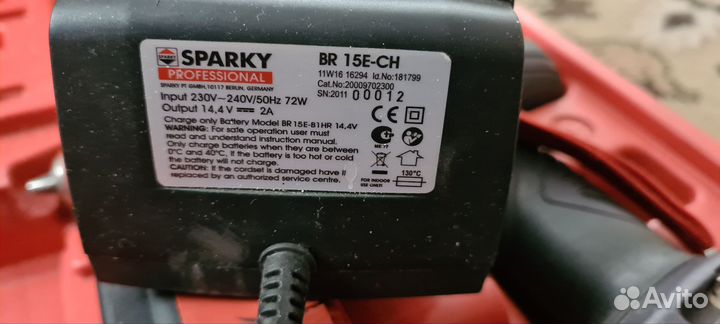 SPARKY
SPARKY
PROFESSIONAL
SPARKY PT GMBH,10117 BERLIN, GERMANY
Input 230V~240V/50Hz 72W
Output 14,4V 2A
Charge only Battery Model BR15E-B1HR 14,4V
WARNING: For safe operation user must
read and understand instruction manual.
Only charge batteries when they are between
0°C and 40°C, if the battery is too hot or cold
the battery will not charge.
CAUTION: If the cordset is damaged have it
replaced by an authorized service centre.
BR 15E-CH
11W16 16294 Id.No:181799
Cat.No:20009702300
SN:2011 00012
130°C
FOR INDOOR
USE ONLY!
Avito